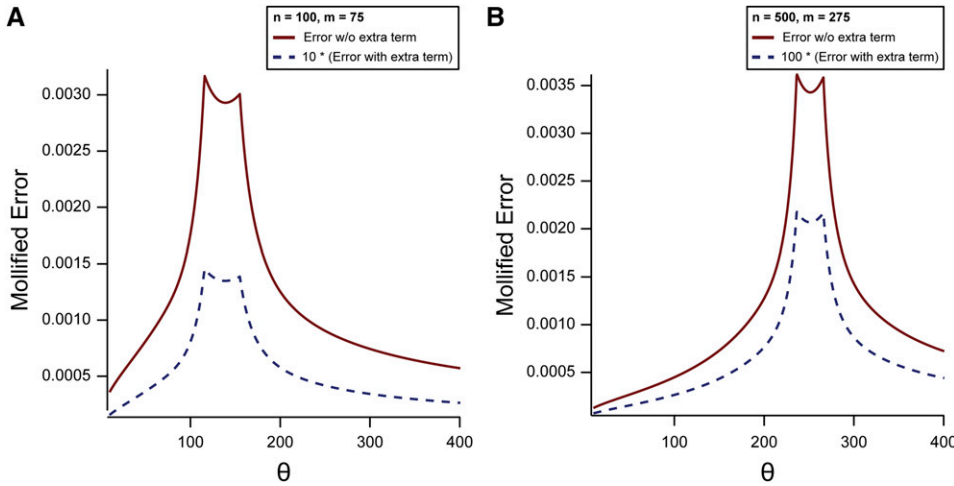 A
n = 100, m = 75
Error w/o extra term
10 * (Error with extra term)
Mollified Error
0.0030
0.0025
0.0020
0.0015
0.0010
0.0005
100
200
300
400
θ
B
n = 500, m = 275
Error w/o extra term
100 * (Error with extra term)
Mollified Error
0.0035
0.0030
0.0025
0.0020
0.0015
0.0010
0.0005
100
200
300
400
θ